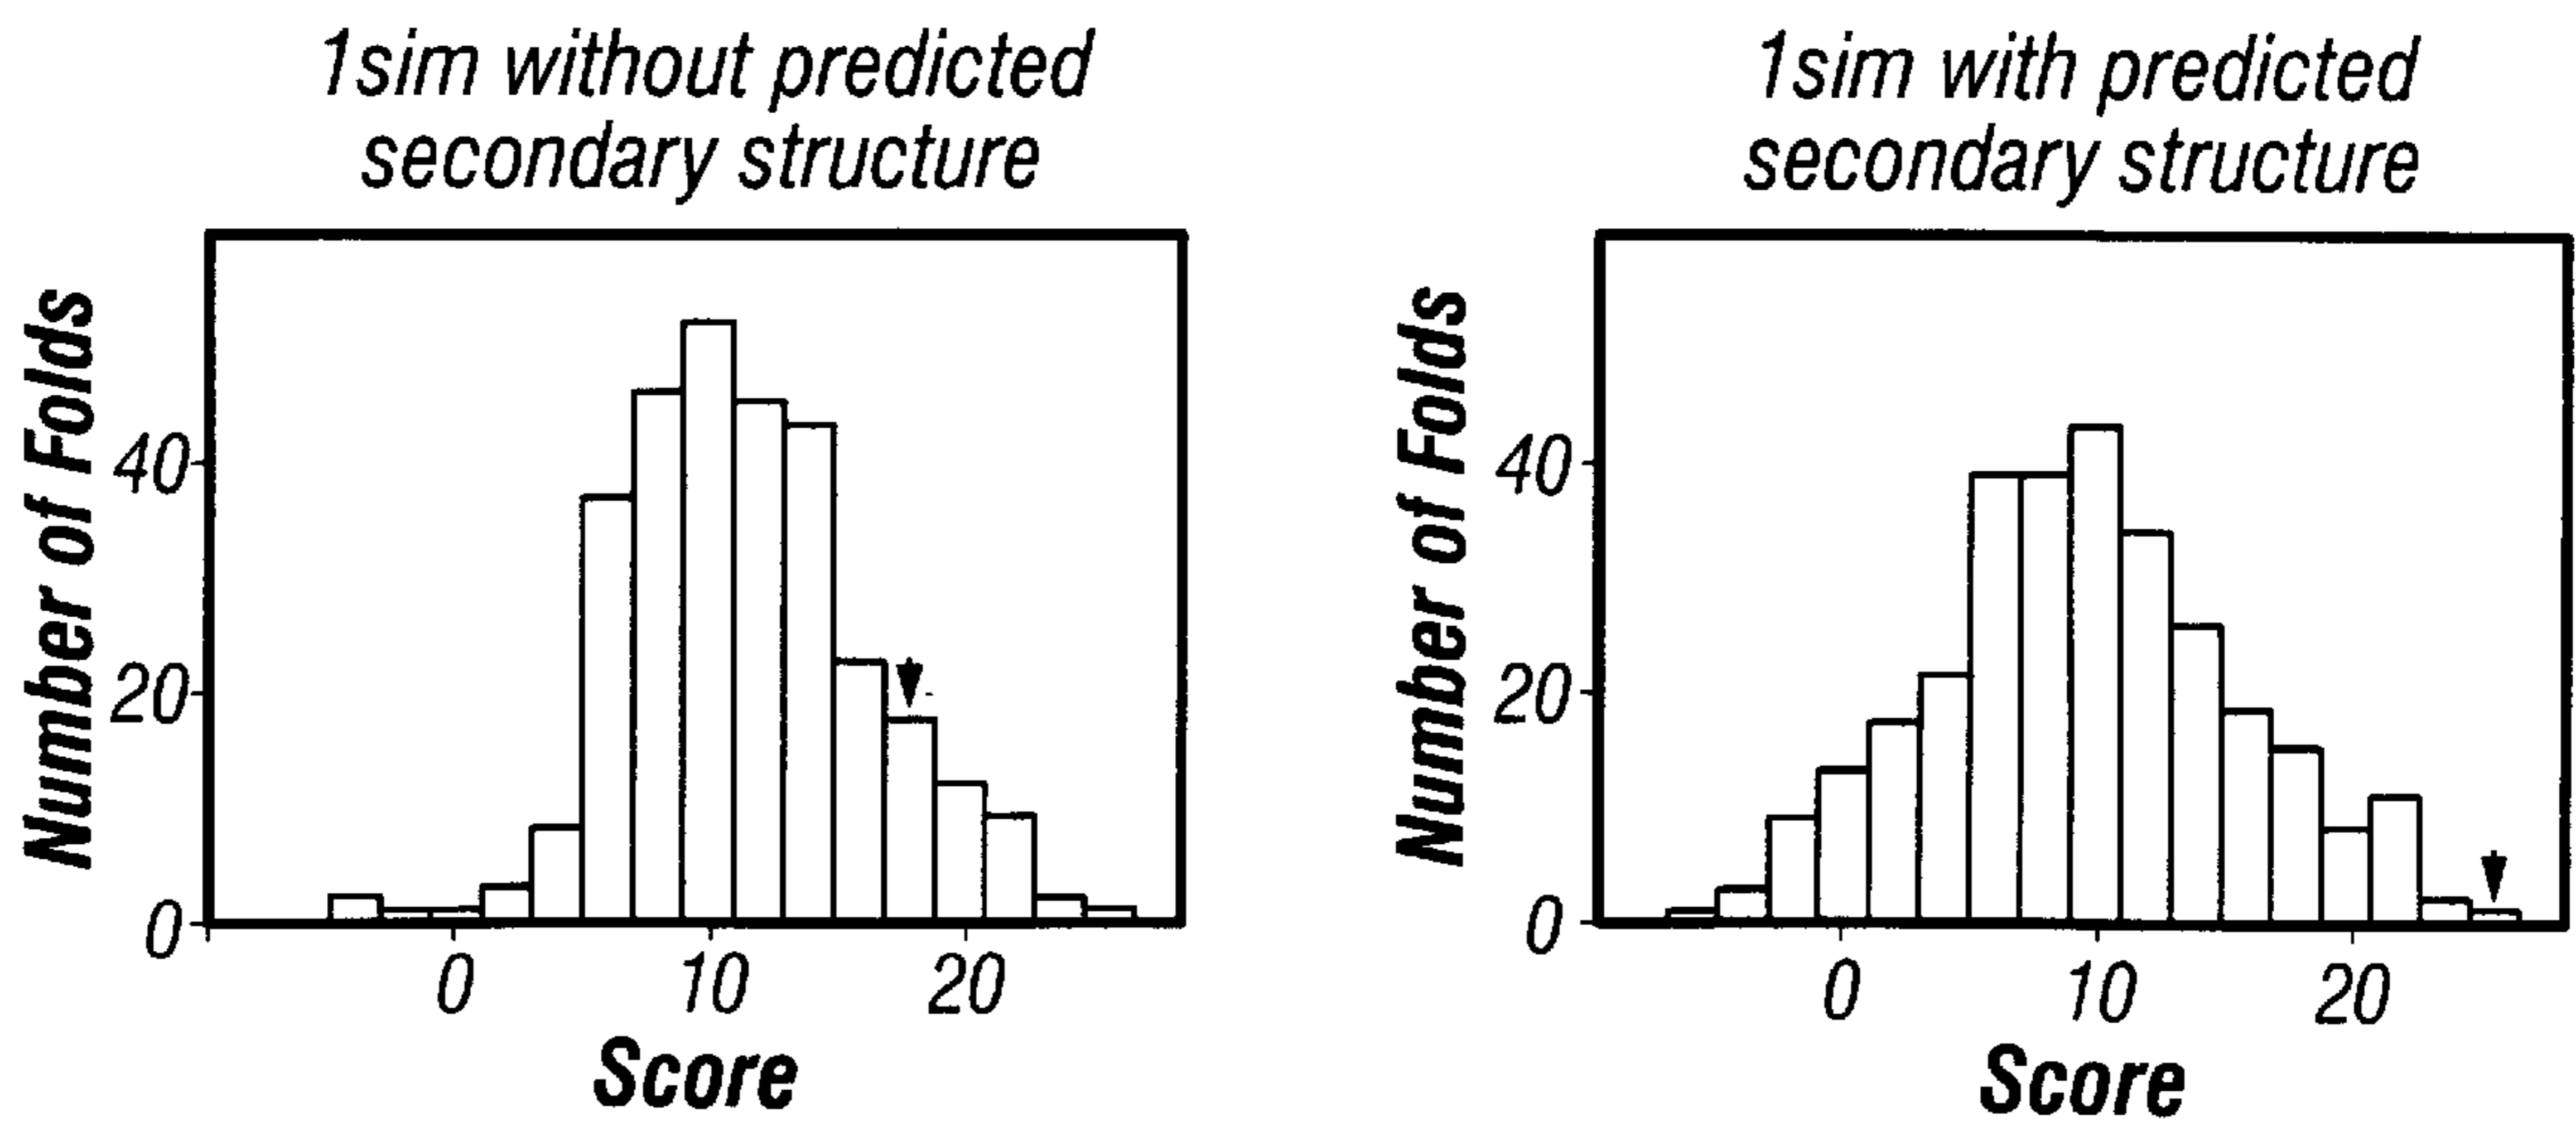 1sim without predicted
secondary structure
Number of Folds
40
20
0
0 10 20
Score
1sim with predicted
secondary structure
Number of Folds
40
20
0
0 10 20
Score